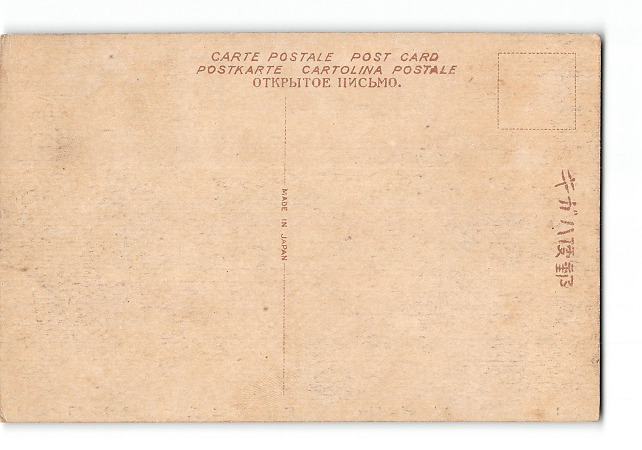 CARTE POSTALE POST CARD
POSTKARTE CARTOLINA POSTALE
ОТКРЫТОЕ ПИСЬМО.
MADE IN JAPAN
キガハ便郵